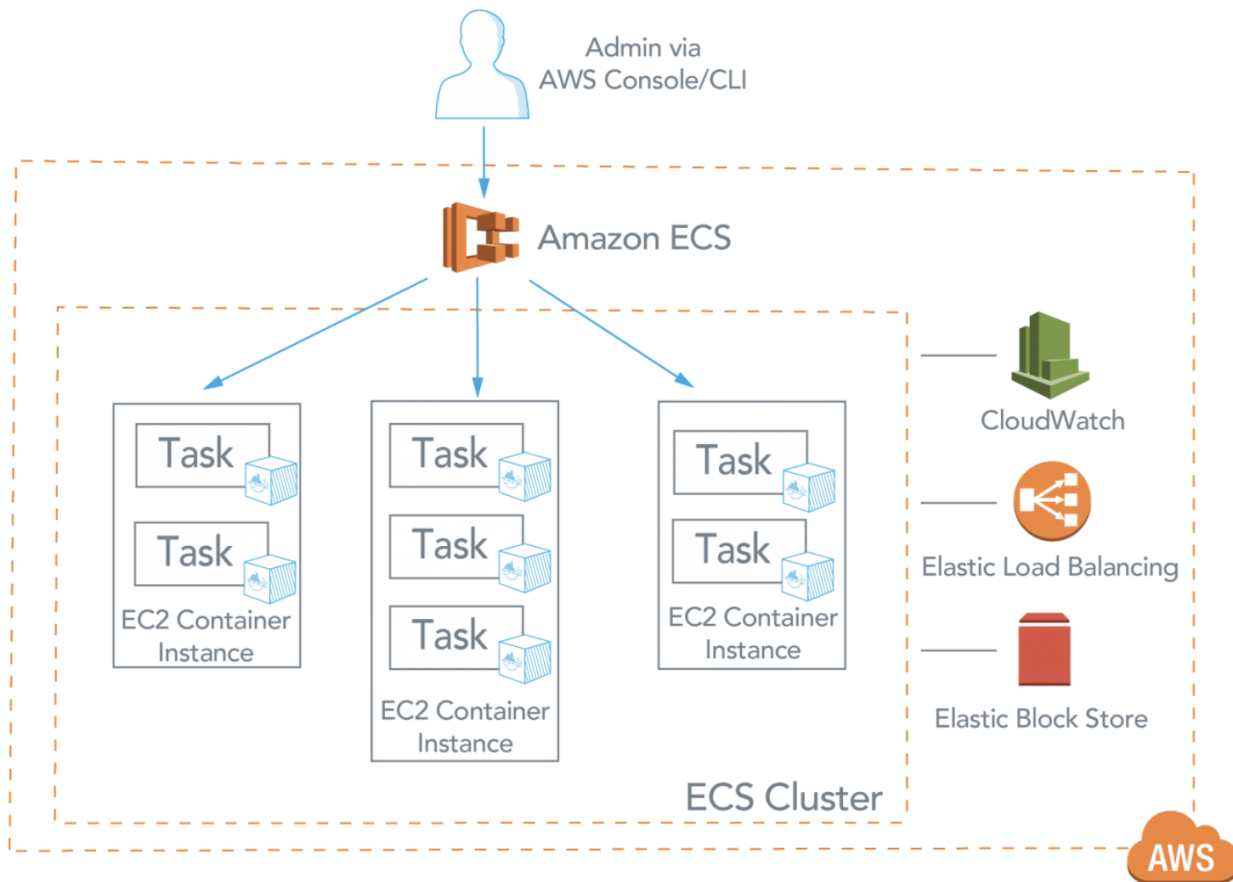 Admin via
AWS Console/CLI
Amazon ECS
Task
Task
EC2 Container
Instance
Task
Task
Task
EC2 Container
Instance
Task
Task
EC2 Container
Instance
CloudWatch
Elastic Load Balancing
Elastic Block Store
ECS Cluster
AWS